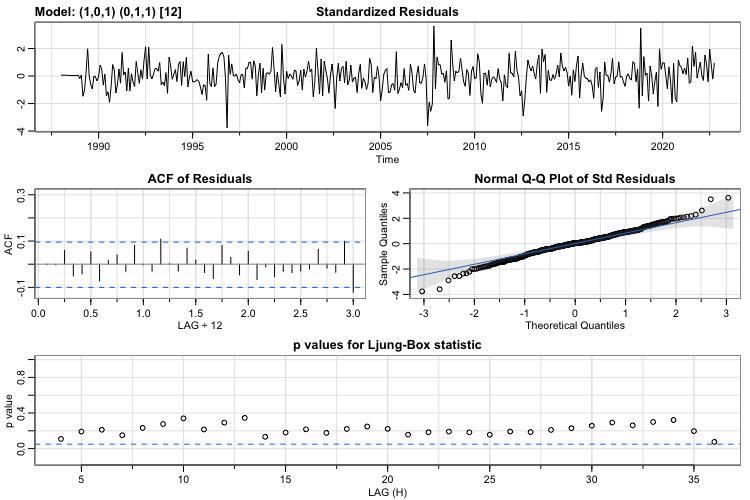 Model: (1,0,1) (0,1,1) [12] Standardized Residuals
2
0
-2
-4
1990 1995 2000 2005 2010 2015 2020
Time
ACF of Residuals
ACF
0.3
0.1
-0.1
0.0 0.5 1.0 1.5 2.0 2.5 3.0
LAG ÷ 12
Normal Q-Q Plot of Std Residuals
Sample Quantiles
4
2
0
-2
-4
-3 -2 -1 0 1 2 3
Theoretical Quantiles
p values for Ljung-Box statistic
p value
0.8
0.4
0.0
5 10 15 20 25 30 35
LAG (H)